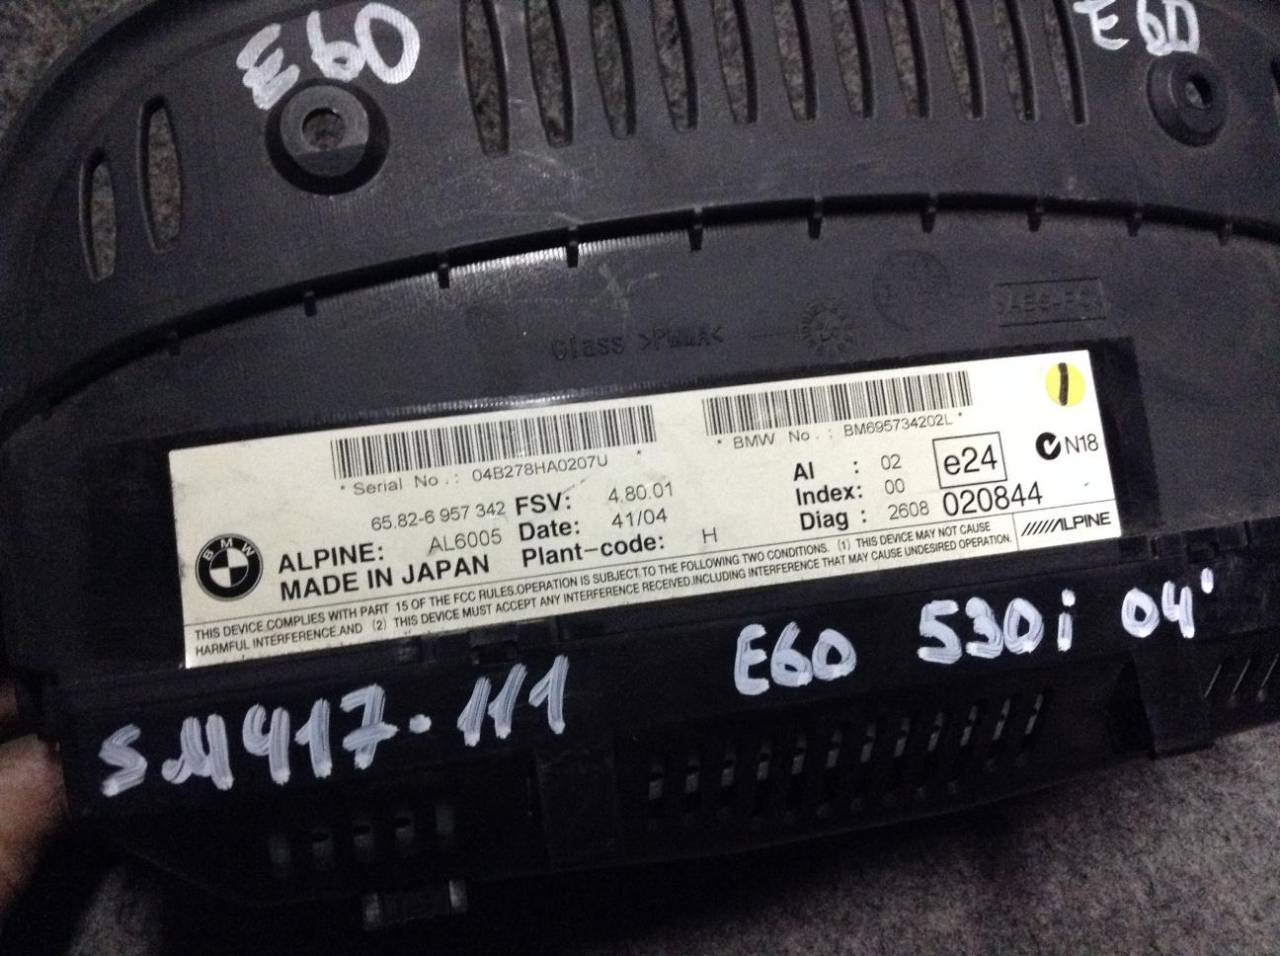 E60
E60
Glass >PMMA<
* Serial No.: 04B278HA0207U *
* BMW No.: BM695734202L *
65.82-6 957 342
FSV: 4.80.01
AI : 02
e24
N18
ALPINE: AL6005
Date: 41/04
Index: 00
020844
MADE IN JAPAN
Plant-code: H
Diag : 2608
ALPINE
BMW
THIS DEVICE COMPLIES WITH PART 15 OF THE FCC RULES.OPERATION IS SUBJECT TO THE FOLLOWING TWO CONDITIONS. (1) THIS DEVICE MAY NOT CAUSE
HARMFUL INTERFERENCE,AND (2) THIS DEVICE MUST ACCEPT ANY INTERFERENCE RECEIVED,INCLUDING INTERFERENCE THAT MAY CAUSE UNDESIRED OPERATION.
E60 530i 04'
SM417-111